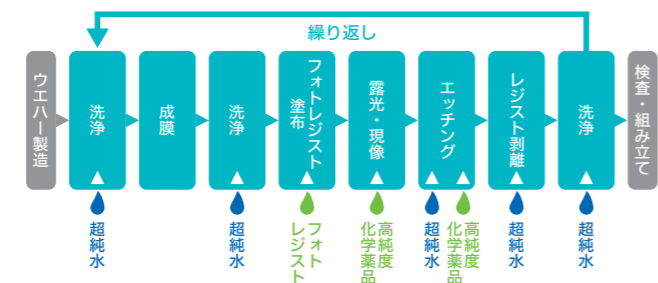 繰り返し
ウエハー製造
洗浄
成膜
洗浄
フォトレジスト
塗布
露光・現像
エッチング
レジスト剥離
洗浄
検査・組み立て
超純水
超純水
フォト
レジスト
高純度
化学薬品
超純水
高純度
化学薬品
超純水
超純水